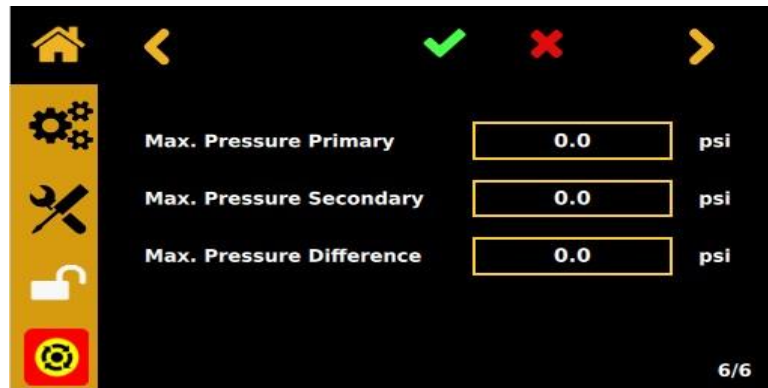 Max. Pressure Primary 0.0 psi
Max. Pressure Secondary 0.0 psi
Max. Pressure Difference 0.0 psi
6/6